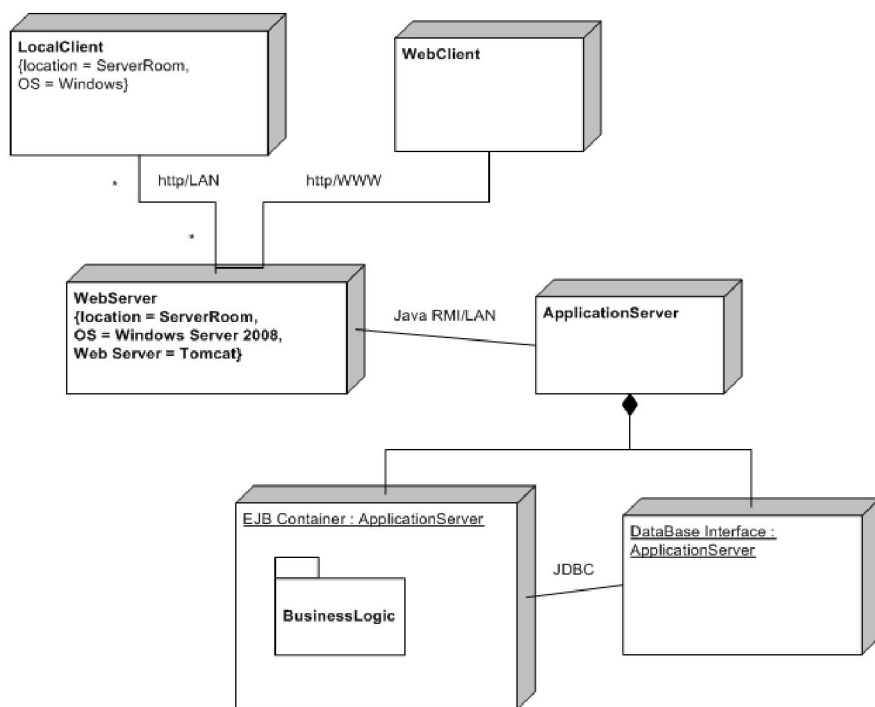 LocalClient
{location = ServerRoom,
OS = Windows}
WebClient
*
http/LAN
http/WWW
*
WebServer
{location = ServerRoom,
OS = Windows Server 2008,
Web Server = Tomcat}
Java RMI/LAN
ApplicationServer
EJB Container : ApplicationServer
DataBase Interface :
ApplicationServer
JDBC
BusinessLogic